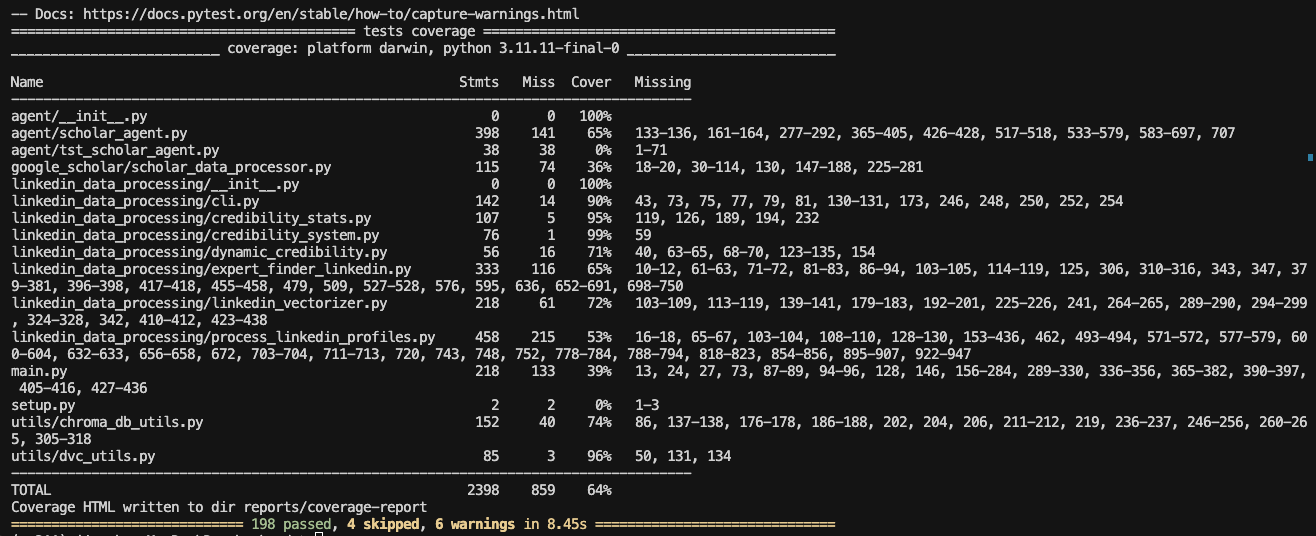 -- Docs: https://docs.pytest.org/en/stable/how-to/capture-warnings.html
=========================================== tests coverage ============================================
__________________________ coverage: platform darwin, python 3.11.11-final-0 __________________________
Name Stmts Miss Cover Missing
-------------------------------------------------------------------------------------
agent/__init__.py 0 0 100%
agent/scholar_agent.py 398 141 65% 133-136, 161-164, 277-292, 365-405, 426-428, 517-518, 533-579, 583-697, 707
agent/tst_scholar_agent.py 38 38 0% 1-71
google_scholar/scholar_data_processor.py 115 74 36% 18-20, 30-114, 130, 147-188, 225-281
linkedin_data_processing/__init__.py 0 0 100%
linkedin_data_processing/cli.py 142 14 90% 43, 73, 75, 77, 79, 81, 130-131, 173, 246, 248, 250, 252, 254
linkedin_data_processing/credibility_stats.py 107 5 95% 119, 126, 189, 194, 232
linkedin_data_processing/credibility_system.py 76 1 99% 59
linkedin_data_processing/dynamic_credibility.py 56 16 71% 40, 63-65, 68-70, 123-135, 154
linkedin_data_processing/expert_finder_linkedin.py 333 116 65% 10-12, 61-63, 71-72, 81-83, 86-94, 103-105, 114-119, 125, 306, 310-316, 343, 347, 37
9-381, 396-398, 417-418, 455-458, 479, 509, 527-528, 576, 595, 636, 652-691, 698-750
linkedin_data_processing/linkedin_vectorizer.py 218 61 72% 103-109, 113-119, 139-141, 179-183, 192-201, 225-226, 241, 264-265, 289-290, 294-299
, 324-328, 342, 410-412, 423-438
linkedin_data_processing/process_linkedin_profiles.py 458 215 53% 16-18, 65-67, 103-104, 108-110, 128-130, 153-436, 462, 493-494, 571-572, 577-579, 60
0-604, 632-633, 656-658, 672, 703-704, 711-713, 720, 743, 748, 752, 778-784, 788-794, 818-823, 854-856, 895-907, 922-947
main.py 218 133 39% 13, 24, 27, 73, 87-89, 94-96, 128, 146, 156-284, 289-330, 336-356, 365-382, 390-397,
405-416, 427-436
setup.py 2 2 0% 1-3
utils/chroma_db_utils.py 152 40 74% 86, 137-138, 176-178, 186-188, 202, 204, 206, 211-212, 219, 236-237, 246-256, 260-26
5, 305-318
utils/dvc_utils.py 85 3 96% 50, 131, 134
-------------------------------------------------------------------------------------
TOTAL 2398 859 64%
Coverage HTML written to dir reports/coverage-report
============================= 198 passed, 4 skipped, 6 warnings in 8.45s ==============================